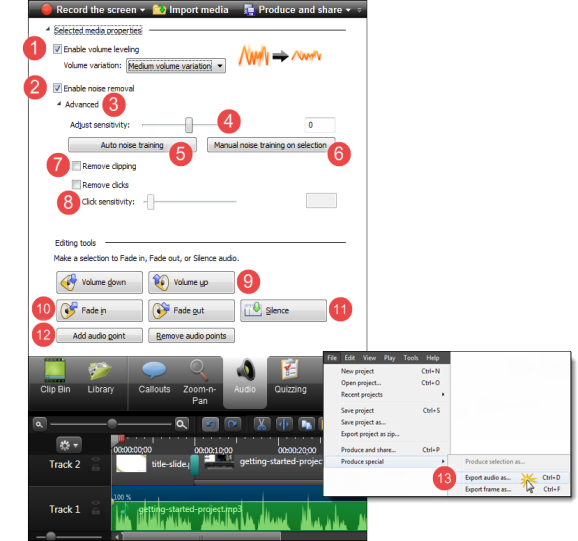 Record the screen Import media Produce and share
Selected media properties
1 Enable volume leveling
Volume variation: Medium volume variation
2 Enable noise removal
Advanced 3
Adjust sensitivity: 4 0
Auto noise training Manual noise training on selection
5 6
7 Remove clipping
Remove clicks
8 Click sensitivity:
Editing tools
Make a selection to Fade in, Fade out, or Silence audio.
Volume down Volume up 9
10 Fade in Fade out Silence 11
12 Add audio point Remove audio points
Clip Bin Library Callouts Zoom-n-Pan Audio Quizzing
00:00:00;00 00:00:10;00 00:00:20;00
Track 2 title-slide. getting-started-projec
100 %
Track 1 getting-started-project.mp3
File Edit View Play Tools Help
New project Ctrl+N
Open project... Ctrl+O
Recent projects
Save project Ctrl+S
Save project as...
Export project as zip...
Produce and share... Ctrl+P
Produce special Produce selection as...
13 Export audio as... Ctrl+D
Export frame as... Ctrl+F